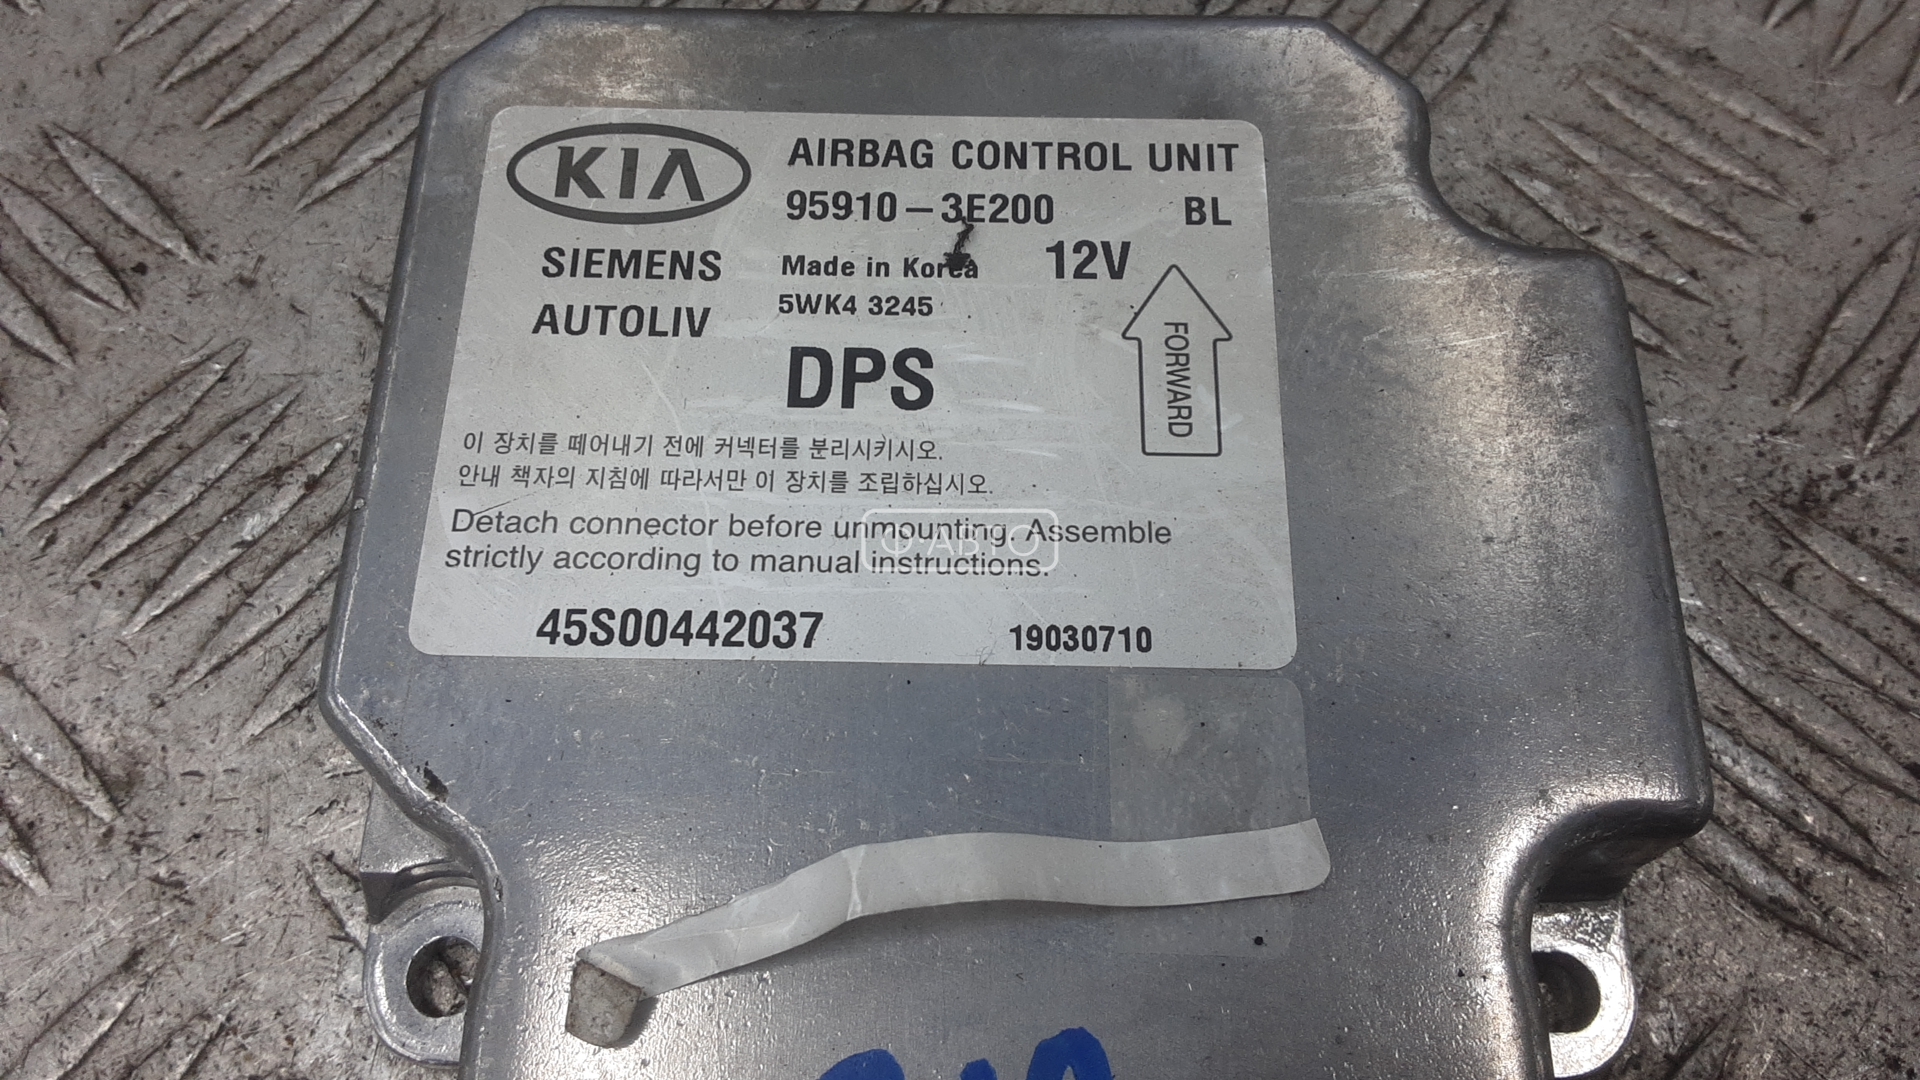 KIA
AIRBAG CONTROL UNIT
95910-3E200 BL
SIEMENS
AUTOLIV
Made in Korea 12V
5WK4 3245
DPS
FORWARD
이 장치를 떼어내기 전에 커넥터를 분리시키시오.
안내 책자의 지침에 따라서만 이 장치를 조립하십시오.
Detach connector before unmounting. Assemble
strictly according to manual instructions.
Ф АВТО
45S00442037 19030710